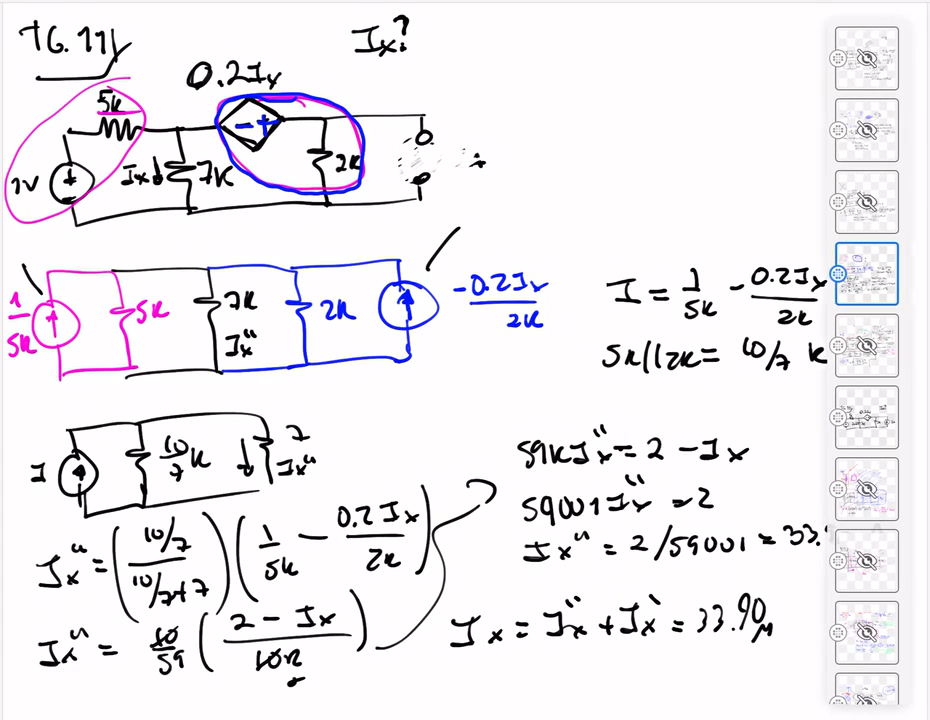 T6.11
Ix?
0.2Ix
5k
1V
Ix↓
7k
- +
2k
1/5k
5k
7k
Ix''
2k
-0.2Ix/2k
I = 1/5k - 0.2Ix/2k
5k||2k = 10/7 k
I
10/7 k
↓
7
Ix''
59kIx'' = 2 - Ix
59001Ix'' = 2
Ix'' = 2/59001 = 33.
Ix'' = ((10/7)/(10/7+7)) (1/5k - 0.2Ix/2k)
Ix'' = 10/59 ((2 - Ix)/10k)
Ix = Ix'' + Ix' = 33.90μ